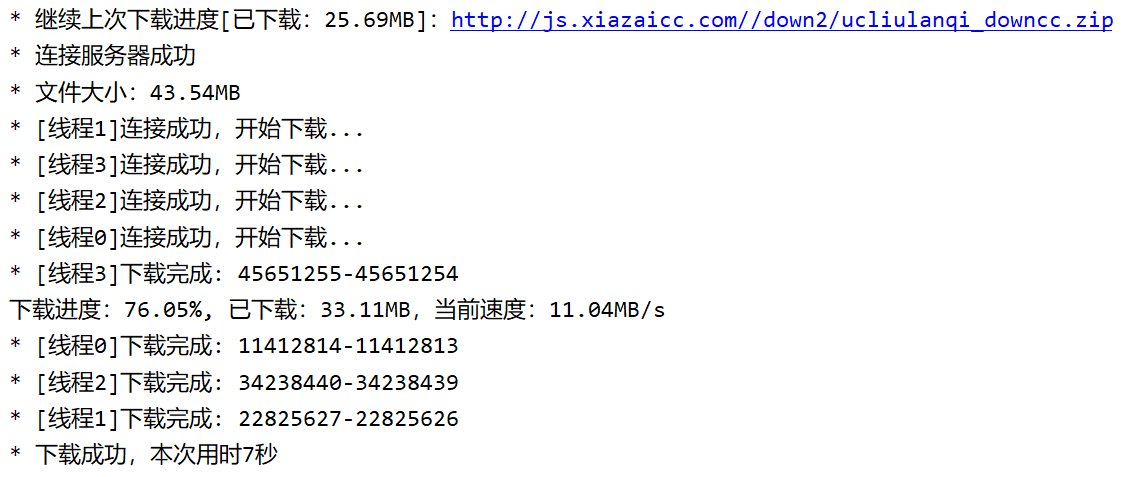 * 继续上次下载进度[已下载：25.69MB]：http://js.xiazaicc.com//down2/ucliulanqi_downcc.zip
* 连接服务器成功
* 文件大小：43.54MB
* [线程1]连接成功，开始下载...
* [线程3]连接成功，开始下载...
* [线程2]连接成功，开始下载...
* [线程0]连接成功，开始下载...
* [线程3]下载完成：45651255-45651254
下载进度：76.05%, 已下载：33.11MB，当前速度：11.04MB/s
* [线程0]下载完成：11412814-11412813
* [线程2]下载完成：34238440-34238439
* [线程1]下载完成：22825627-22825626
* 下载成功，本次用时7秒